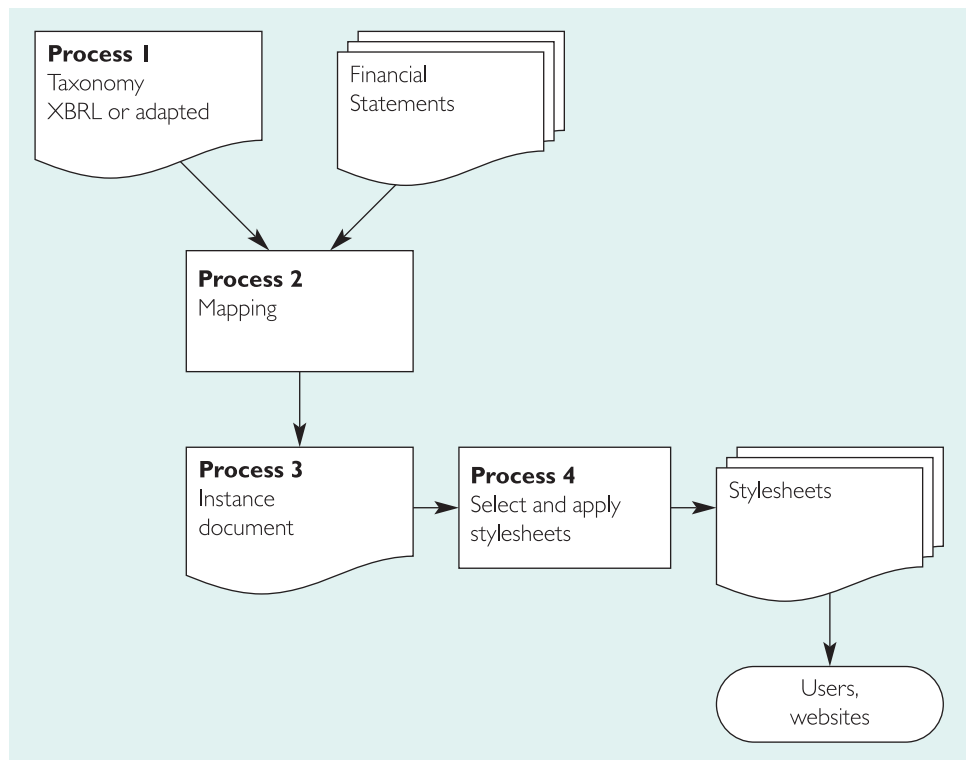 Process 1
Taxonomy
XBRL or adapted
Financial
Statements
Process 2
Mapping
Process 3
Instance
document
Process 4
Select and apply
stylesheets
Stylesheets
Users,
websites